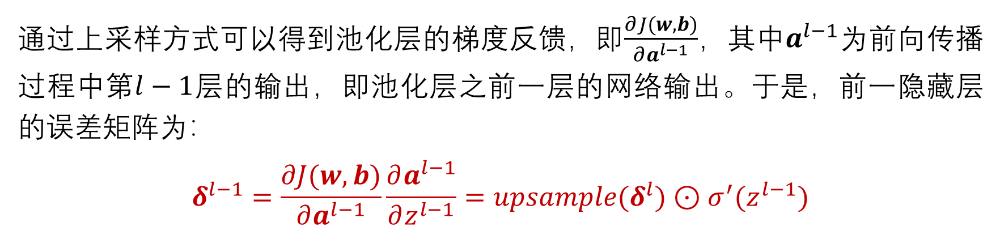 通过上采样方式可以得到池化层的梯度反馈，即$\frac{\partial J(\boldsymbol{w},\boldsymbol{b})}{\partial \boldsymbol{a}^{l-1}}$，其中$\boldsymbol{a}^{l-1}$为前向传播
过程中第$l-1$层的输出，即池化层之前一层的网络输出。于是，前一隐藏层
的误差矩阵为：
$\boldsymbol{\delta}^{l-1} = \frac{\partial J(\boldsymbol{w},\boldsymbol{b})}{\partial \boldsymbol{a}^{l-1}} \frac{\partial \boldsymbol{a}^{l-1}}{\partial z^{l-1}} = upsample(\boldsymbol{\delta}^{l}) \odot \sigma'(z^{l-1})$